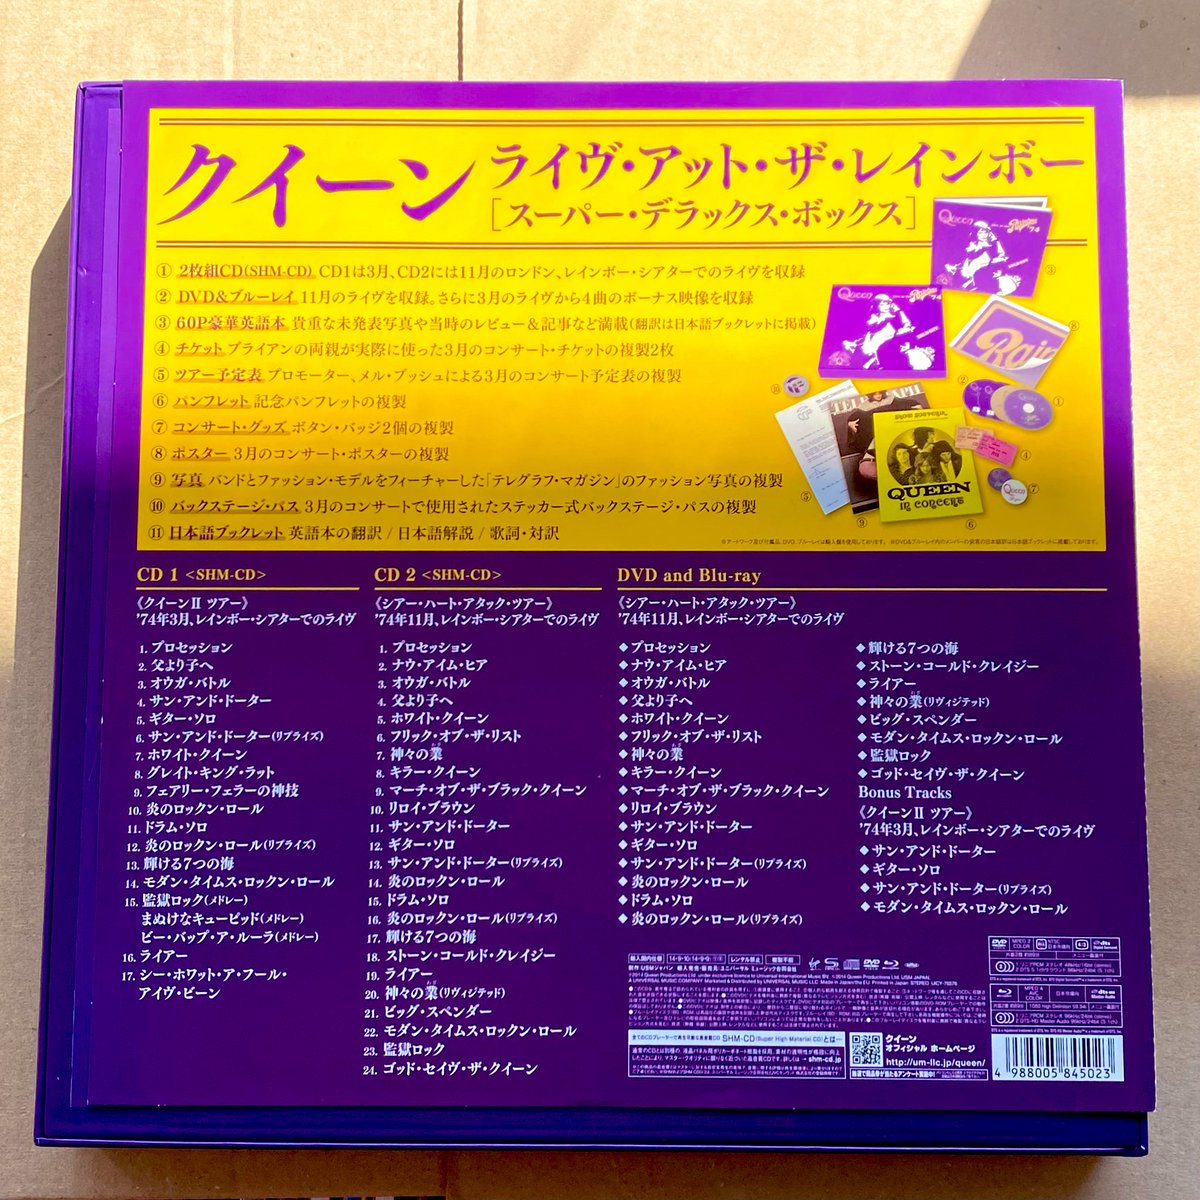 クイーン
ライヴ・アット・ザ・レインボー
[スーパー・デラックス・ボックス]
① 2枚組CD(SHM-CD) CD1は3月、CD2には11月のロンドン、レインボー・シアターでのライヴを収録
② DVD&ブルーレイ 11月のライヴを収録。さらに3月のライヴから4曲のボーナス映像を収録
③ 60P豪華英語本 貴重な未発表写真や当時のレビュー&記事など満載(翻訳は日本語ブックレットに掲載)
④ チケット ブライアンの両親が実際に使った3月のコンサート・チケットの複製2枚
⑤ ツアー予定表 プロモーター、メル・ブッシュによる3月のコンサート予定表の複製
⑥ パンフレット 記念パンフレットの複製
⑦ コンサート・グッズ ボタン・バッジ2個の複製
⑧ ポスター 3月のコンサート・ポスターの複製
⑨ 写真 バンドとファッション・モデルをフィーチャーした「テレグラフ・マガジン」のファッション写真の複製
⑩ バックステージ・パス 3月のコンサートで使用されたステッカー式バックステージ・パスの複製
⑪ 日本語ブックレット 英語本の翻訳 / 日本語解説 / 歌詞・対訳
QUEEN
IN CONCERT
CD 1 <SHM-CD>
《クイーンⅡ ツアー》
'74年3月、レインボー・シアターでのライヴ
1. プロセッション
2. 父より子へ
3. オウガ・バトル
4. サン・アンド・ドーター
5. ギター・ソロ
6. サン・アンド・ドーター(リプライズ)
7. ホワイト・クイーン
8. グレイト・キング・ラット
9. フェアリー・フェラーの神技
10. 炎のロックン・ロール
11. ドラム・ソロ
12. 炎のロックン・ロール(リプライズ)
13. 輝ける7つの海
14. モダン・タイムス・ロックン・ロール
15. 監獄ロック(メドレー)
まぬけなキューピッド(メドレー)
ビー・バップ・ア・ルーラ(メドレー)
16. ライアー
17. シー・ホワット・ア・フール・
アイヴ・ビーン
CD 2 <SHM-CD>
《シアー・ハート・アタック・ツアー》
'74年11月、レインボー・シアターでのライヴ
1. プロセッション
2. ナウ・アイム・ヒア
3. オウガ・バトル
4. 父より子へ
5. ホワイト・クイーン
6. フリック・オブ・ザ・リスト
7. 神々の業
8. キラー・クイーン
9. マーチ・オブ・ザ・ブラック・クイーン
10. リロイ・ブラウン
11. サン・アンド・ドーター
12. ギター・ソロ
13. サン・アンド・ドーター(リプライズ)
14. 炎のロックン・ロール
15. ドラム・ソロ
16. 炎のロックン・ロール(リプライズ)
17. 輝ける7つの海
18. ストーン・コールド・クレイジー
19. ライアー
20. 神々の業(リヴィジテッド)
21. ビッグ・スペンダー
22. モダン・タイムス・ロックン・ロール
23. 監獄ロック
24. ゴッド・セイヴ・ザ・クイーン
DVD and Blu-ray
《シアー・ハート・アタック・ツアー》
'74年11月、レインボー・シアターでのライヴ
◆プロセッション
◆ナウ・アイム・ヒア
◆オウガ・バトル
◆父より子へ
◆ホワイト・クイーン
◆フリック・オブ・ザ・リスト
◆神々の業
◆キラー・クイーン
◆マーチ・オブ・ザ・ブラック・クイーン
◆リロイ・ブラウン
◆サン・アンド・ドーター
◆ギター・ソロ
◆サン・アンド・ドーター(リプライズ)
◆炎のロックン・ロール
◆ドラム・ソロ
◆炎のロックン・ロール(リプライズ)
◆輝ける7つの海
◆ストーン・コールド・クレイジー
◆ライアー
◆神々の業(リヴィジテッド)
◆ビッグ・スペンダー
◆モダン・タイムス・ロックン・ロール
◆監獄ロック
◆ゴッド・セイヴ・ザ・クイーン
Bonus Tracks
《クイーンⅡ ツアー》
'74年3月、レインボー・シアターでのライヴ
◆サン・アンド・ドーター
◆ギター・ソロ
◆サン・アンド・ドーター(リプライズ)
◆モダン・タイムス・ロックン・ロール
SHM-CD(Super High Material CD)とは
クイーン
オフィシャル ホームページ
http://um-llc.jp/queen/
4 988005 845023